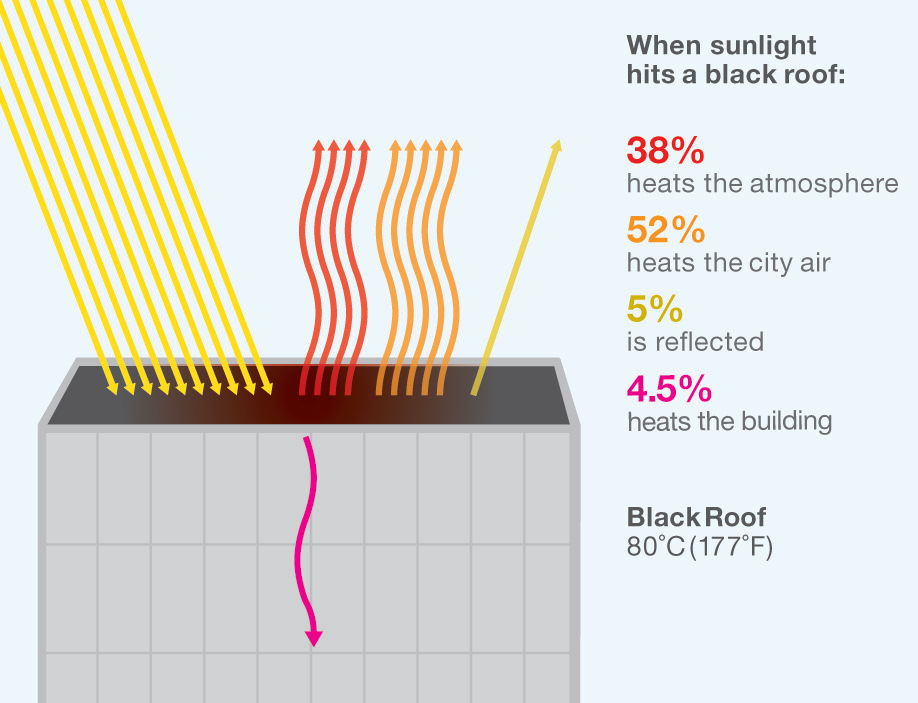 When sunlight
hits a black roof:
38%
heats the atmosphere
52%
heats the city air
5%
is reflected
4.5%
heats the building
Black Roof
80°C (177°F)